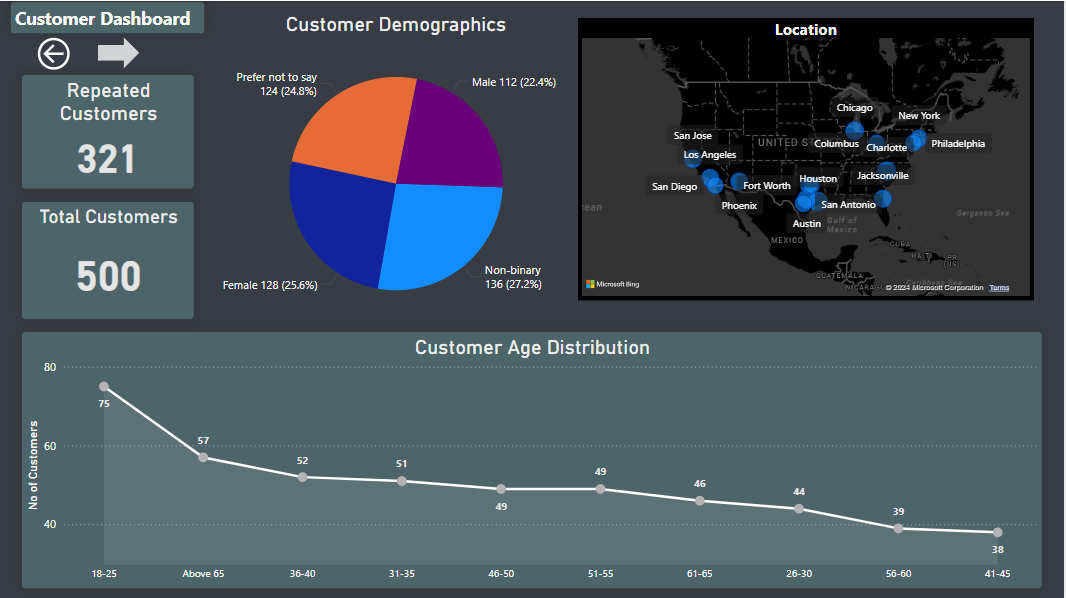 Customer Dashboard
Repeated
Customers
321
Total Customers
500
Customer Demographics
Prefer not to say
124 (24.8%)
Male 112 (22.4%)
Female 128 (25.6%)
Non-binary
136 (27.2%)
Location
Chicago
New York
San Jose
UNITED ST
Columbus
Charlotte
Philadelphia
Los Angeles
San Diego
Fort Worth
Houston
Jacksonville
Phoenix
San Antonio
Austin
Gulf of
Mexico
Sargasso Sea
MEXICO
CUBA
HAITI
PR
(US)
GUATEMALA
Caribbean Sea
Microsoft Bing
© 2024 Microsoft Corporation
Terms
Customer Age Distribution
No of Customers
80
60
40
75
57
52
51
49
49
46
44
39
38
18-25
Above 65
36-40
31-35
46-50
51-55
61-65
26-30
56-60
41-45